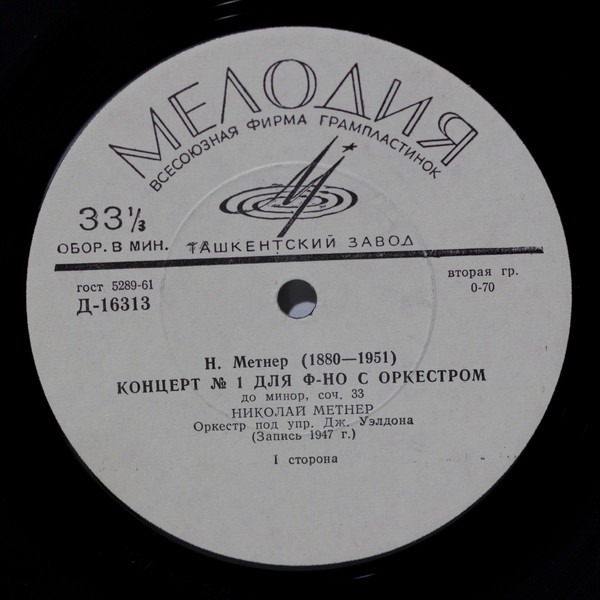 МЕЛОДИЯ
ВСЕСОЮЗНАЯ ФИРМА ГРАМПЛАСТИНОК
33⅓
ОБОР. В МИН. ТАШКЕНТСКИЙ ЗАВОД
гост 5289-61
Д-16313
вторая гр.
0-70
Н. Метнер (1880—1951)
КОНЦЕРТ № 1 ДЛЯ Ф-НО С ОРКЕСТРОМ
до минор, соч. 33
НИКОЛАЙ МЕТНЕР
Оркестр под упр. Дж. Уэлдона
(Запись 1947 г.)
I сторона